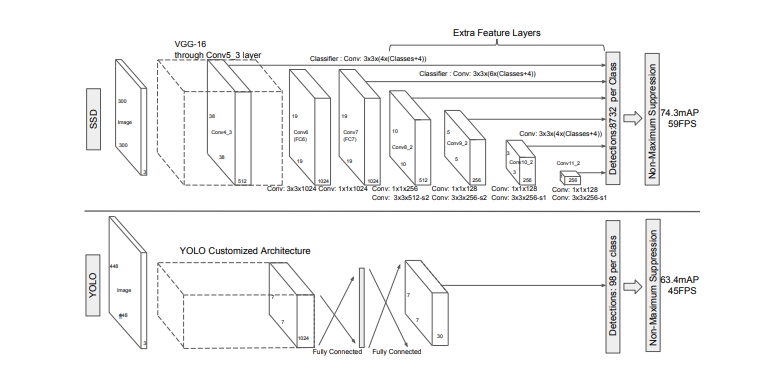 Extra Feature Layers
VGG-16
through Conv5_3 layer
Classifier : Conv: 3x3x(4x(Classes+4))
Classifier : Conv: 3x3x(6x(Classes+4))
SSD
300
Image
300
3
38
Conv4_3
38
512
19
Conv6
(FC6)
19
1024
19
Conv7
(FC7)
19
1024
10
Conv8_2
10
512
5
Conv9_2
5
256
Conv: 3x3x(4x(Classes+4))
3
Conv10_2
3
256
Conv11_2
256
Conv: 3x3x1024
Conv: 1x1x1024
Conv: 1x1x256
Conv: 3x3x512-s2
Conv: 1x1x128
Conv: 3x3x256-s2
Conv: 1x1x128
Conv: 3x3x256-s1
Conv: 1x1x128
Conv: 3x3x256-s1
Detections:8732 per Class
Non-Maximum Suppression
74.3mAP
59FPS
YOLO Customized Architecture
YOLO
448
Image
448
3
7
7
1024
Fully Connected
Fully Connected
7
7
30
Detections: 98 per class
Non-Maximum Suppression
63.4mAP
45FPS